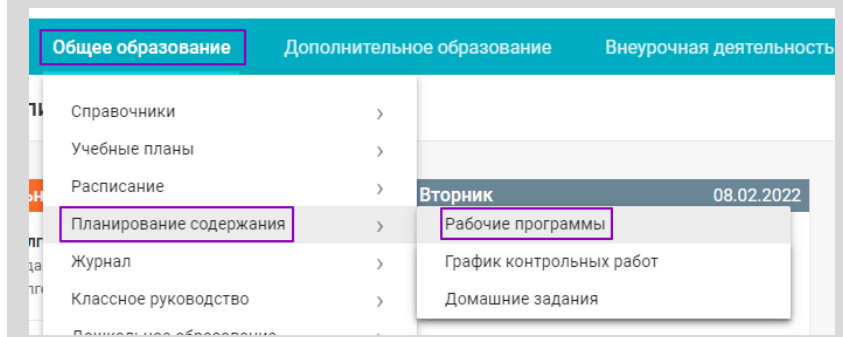 Общее образование Дополнительное образование Внеурочная деятельность
Справочники
Учебные планы
Расписание
Вторник 08.02.2022
Планирование содержания
Рабочие программы
Журнал
График контрольных работ
Классное руководство
Домашние задания